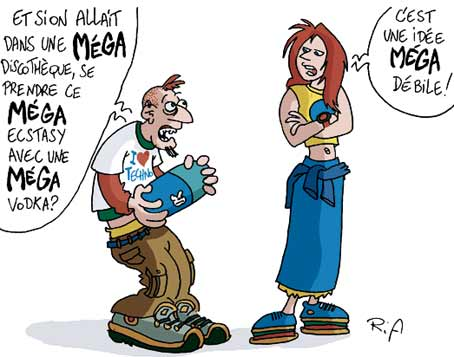 ET SI ON ALLAIT
DANS UNE MÉGA
DISCOTHÈQUE, SE
PRENDRE CE
MÉGA
ECSTASY
AVEC UNE
MÉGA
VODKA?
C'EST
UNE IDÉE
MÉGA
DÉBILE!
I ❤
TECHNO
RIA